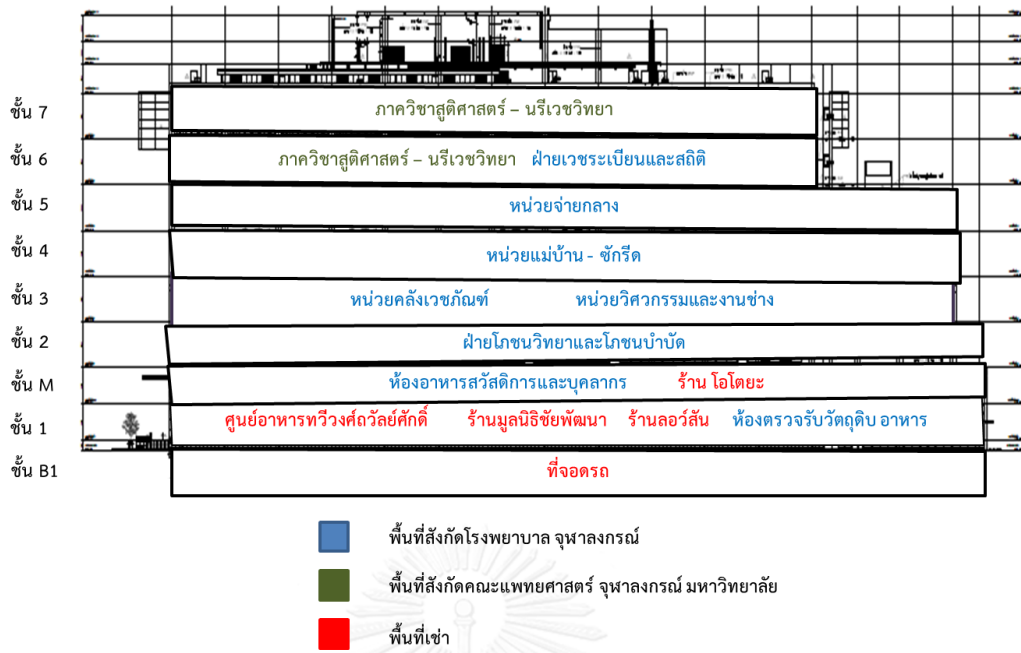 ชั้น 7 ภาควิชาสูติศาสตร์ – นรีเวชวิทยา
ชั้น 6 ภาควิชาสูติศาสตร์ – นรีเวชวิทยา ฝ่ายเวชระเบียนและสถิติ
ชั้น 5 หน่วยจ่ายกลาง
ชั้น 4 หน่วยแม่บ้าน - ซักรีด
ชั้น 3 หน่วยคลังเวชภัณฑ์ หน่วยวิศวกรรมและงานช่าง
ชั้น 2 ฝ่ายโภชนวิทยาและโภชนบำบัด
ชั้น M ห้องอาหารสวัสดิการและบุคลากร ร้าน โอโตยะ
ชั้น 1 ศูนย์อาหารทวีวงศ์ถวัลย์ศักดิ์ ร้านมูลนิธิชัยพัฒนา ร้านลอว์สัน ห้องตรวจรับวัตถุดิบ อาหาร
ชั้น B1 ที่จอดรถ
พื้นที่สังกัดโรงพยาบาล จุฬาลงกรณ์
พื้นที่สังกัดคณะแพทยศาสตร์ จุฬาลงกรณ์ มหาวิทยาลัย
พื้นที่เช่า